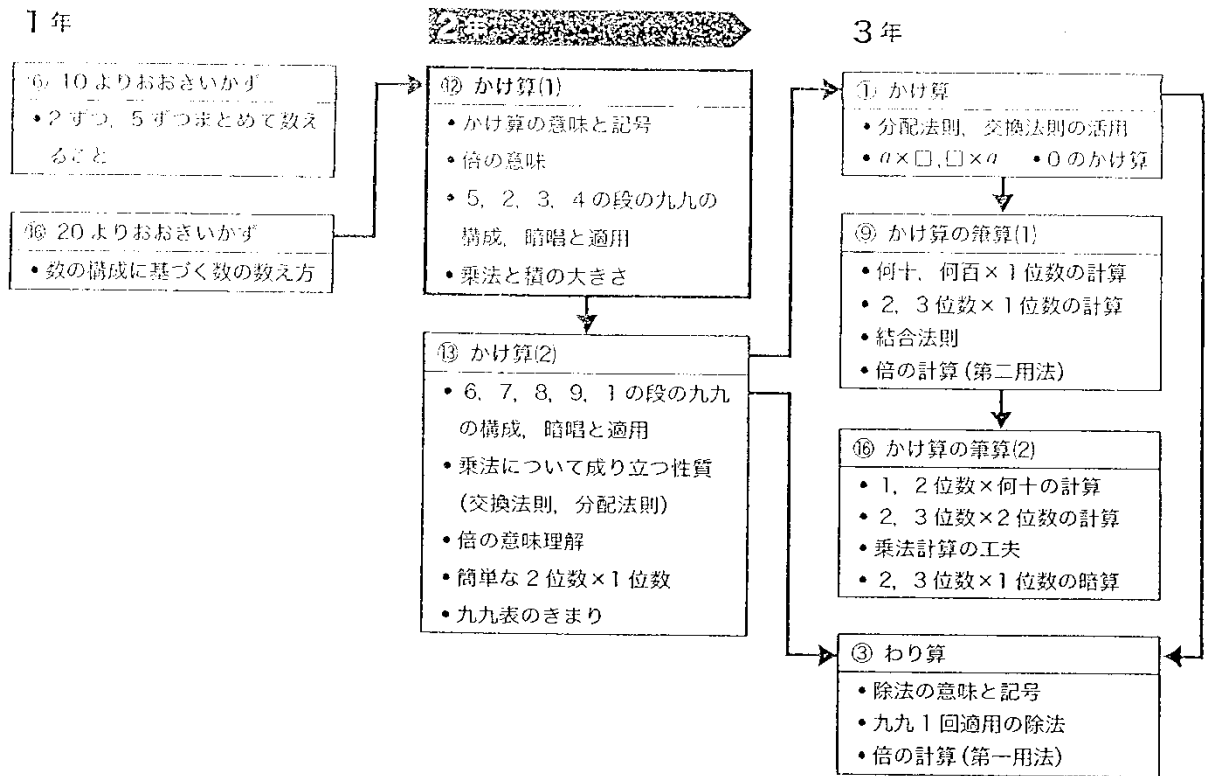 1年
⑥ 10よりおおきいかず
・2ずつ，5ずつまとめて数え
ること
⑯ 20よりおおきいかず
・数の構成に基づく数の数え方
2年
⑫ かけ算(1)
・かけ算の意味と記号
・倍の意味
・5，2，3，4の段の九九の
構成，暗唱と適用
・乗法と積の大きさ
⑬ かけ算(2)
・6，7，8，9，1の段の九九
の構成，暗唱と適用
・乗法について成り立つ性質
(交換法則，分配法則)
・倍の意味理解
・簡単な2位数×1位数
・九九表のきまり
3年
① かけ算
・分配法則，交換法則の活用
・a×□,□×a ・0のかけ算
⑨ かけ算の筆算(1)
・何十，何百×1位数の計算
・2，3位数×1位数の計算
・結合法則
・倍の計算(第二用法)
⑯ かけ算の筆算(2)
・1，2位数×何十の計算
・2，3位数×2位数の計算
・乗法計算の工夫
・2，3位数×1位数の暗算
③ わり算
・除法の意味と記号
・九九1回適用の除法
・倍の計算(第一用法)